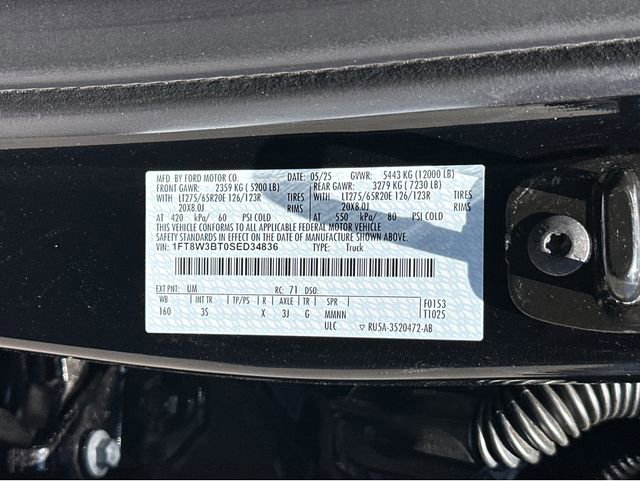 MFD. BY FORD MOTOR CO. DATE: 05/25 GVWR: 5443 KG (12000 LB)
FRONT GAWR: 2359 KG ( 5200 LB) REAR GAWR: 3279 KG ( 7230 LB)
WITH LT275/65R20E 126/123R TIRES WITH LT275/65R20E 126/123R TIRES
20X8.0J RIMS 20X8.0J RIMS
AT 420 kPa/ 60 PSI COLD AT 550 kPa/ 80 PSI COLD
THIS VEHICLE CONFORMS TO ALL APPLICABLE FEDERAL MOTOR VEHICLE
SAFETY STANDARDS IN EFFECT ON THE DATE OF MANUFACTURE SHOWN ABOVE.
VIN: 1FT8W3BT0SED34836 TYPE: Truck
EXT PNT: UM RC: 71 DSO:
WB INT TR TP/PS R AXLE TR SPR F0153
160 3S X 3J G MMNN T1025
ULC RU5A-3520472-AB